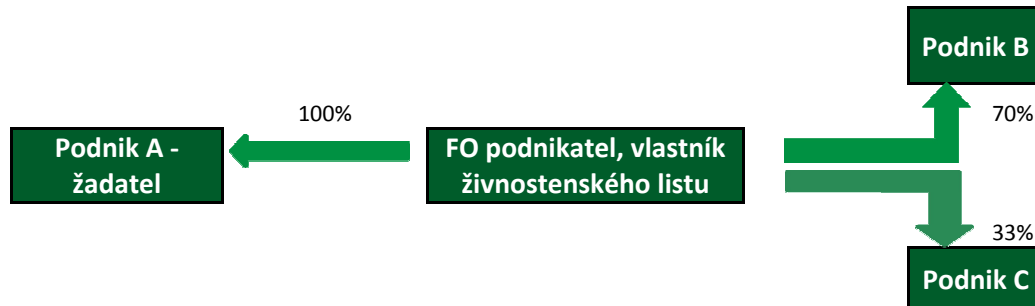 Podnik B
100%
70%
Podnik A -
žadatel
FO podnikatel, vlastník
živnostenského listu
33%
Podnik C